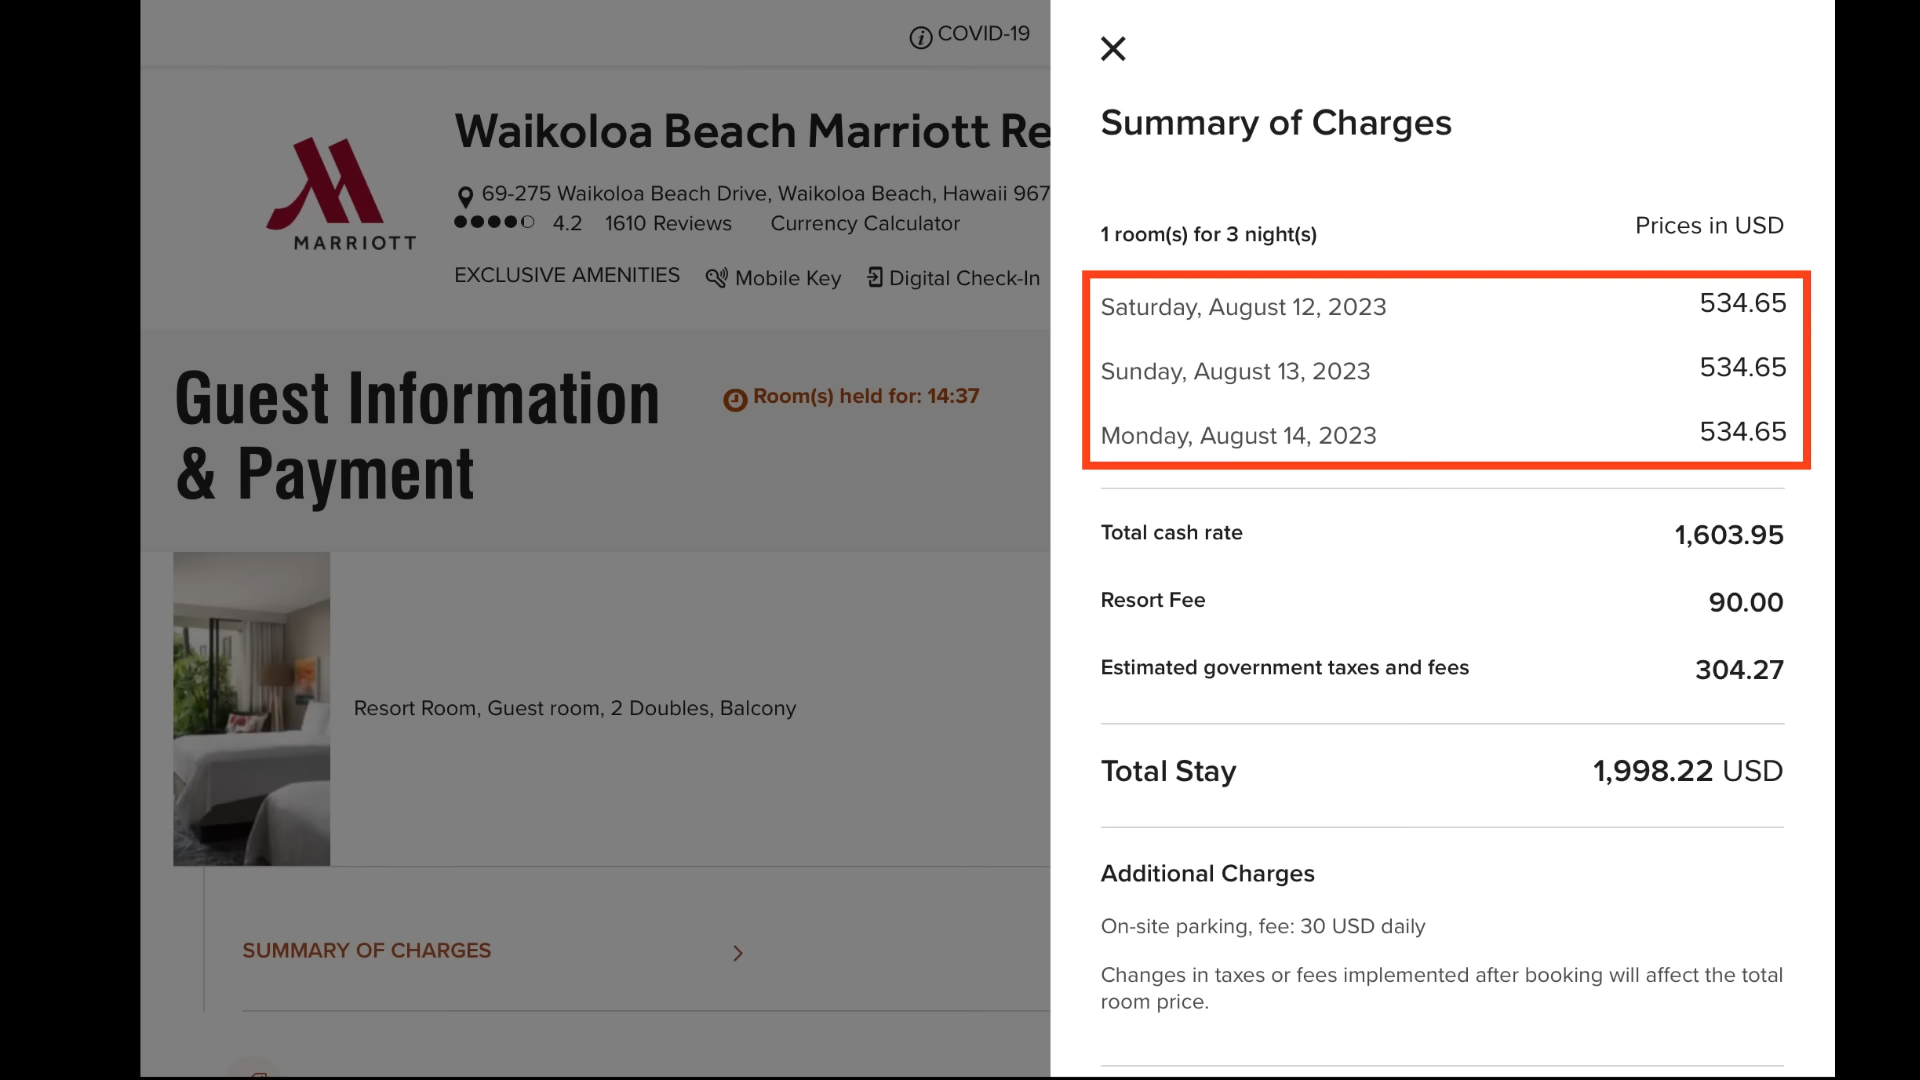 COVID-19
MARRIOTT
Waikoloa Beach Marriott Re
69-275 Waikoloa Beach Drive, Waikoloa Beach, Hawaii 967
4.2 1610 Reviews Currency Calculator
EXCLUSIVE AMENITIES Mobile Key Digital Check-In
Guest Information
& Payment
Room(s) held for: 14:37
Resort Room, Guest room, 2 Doubles, Balcony
SUMMARY OF CHARGES
Summary of Charges
1 room(s) for 3 night(s) Prices in USD
Saturday, August 12, 2023 534.65
Sunday, August 13, 2023 534.65
Monday, August 14, 2023 534.65
Total cash rate 1,603.95
Resort Fee 90.00
Estimated government taxes and fees 304.27
Total Stay 1,998.22 USD
Additional Charges
On-site parking, fee: 30 USD daily
Changes in taxes or fees implemented after booking will affect the total
room price.